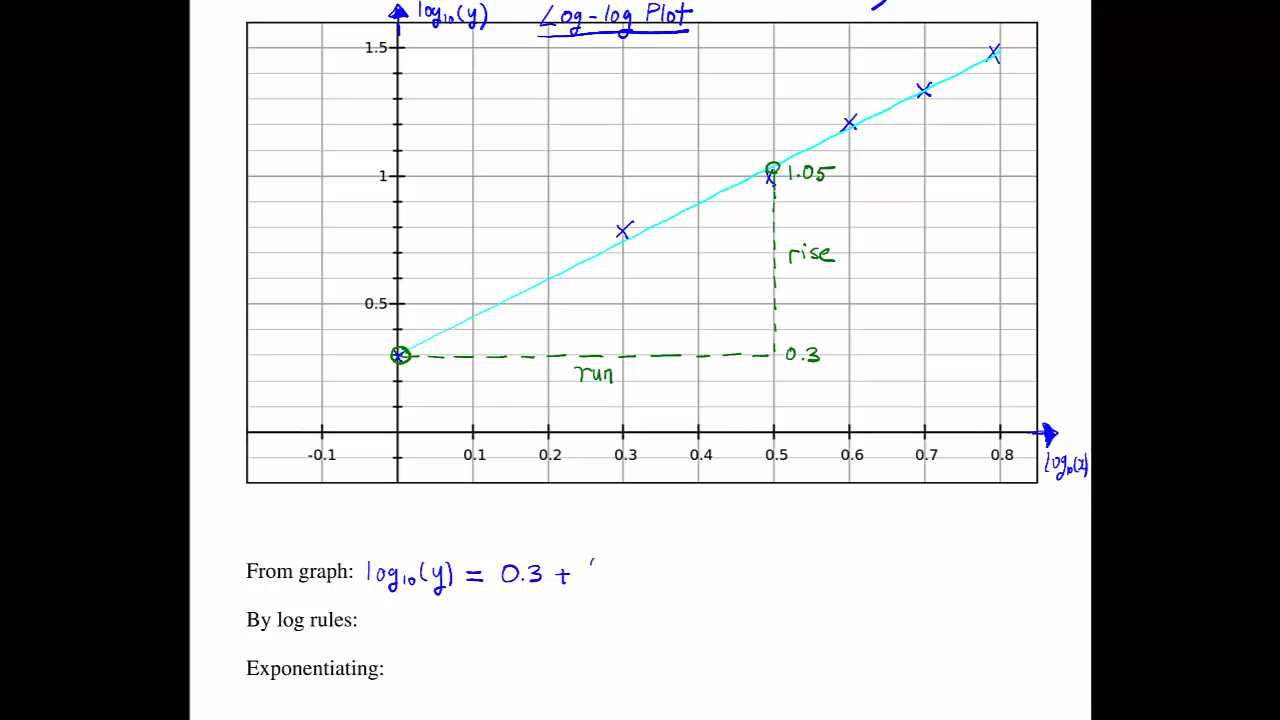 log₁₀(y)
Log-log Plot
1.5
1
1.05
rise
0.5
0.3
run
-0.1 0.1 0.2 0.3 0.4 0.5 0.6 0.7 0.8
log₁₀(x)
From graph: log₁₀(y) = 0.3 +
By log rules:
Exponentiating: